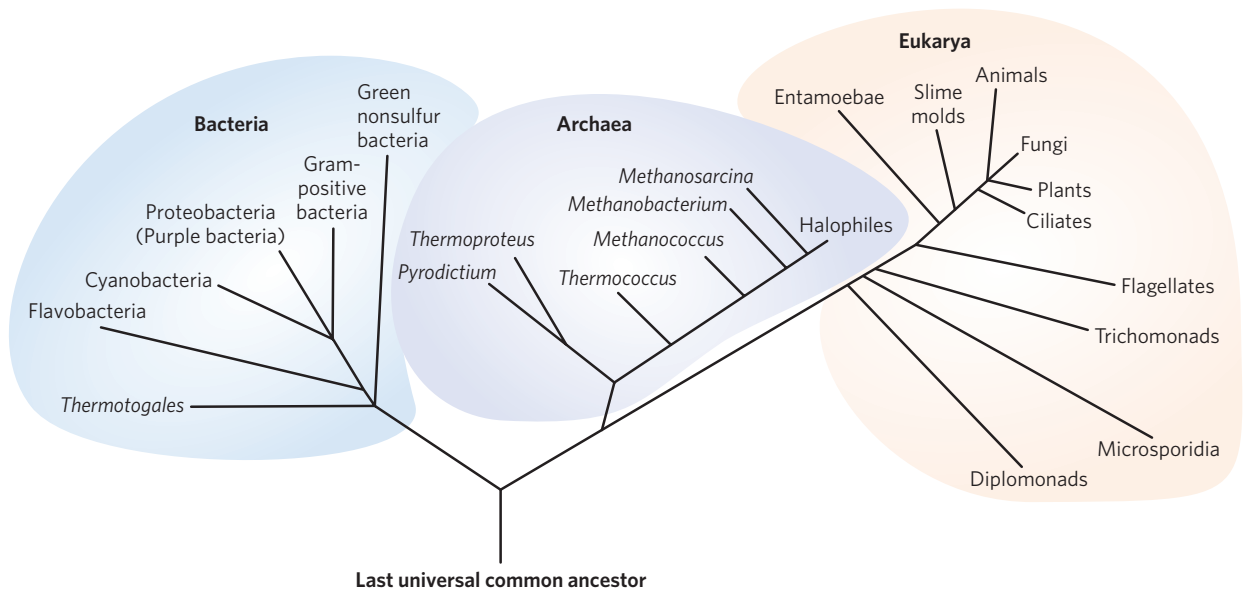 Eukarya
Bacteria
Green
nonsulfur
bacteria
Gram-
positive
bacteria
Proteobacteria
(Purple bacteria)
Cyanobacteria
Flavobacteria
Thermotogales
Archaea
Methanosarcina
Methanobacterium
Halophiles
Methanococcus
Thermoproteus
Pyrodictium
Thermococcus
Entamoebae
Slime
molds
Animals
Fungi
Plants
Ciliates
Flagellates
Trichomonads
Microsporidia
Diplomonads
Last universal common ancestor